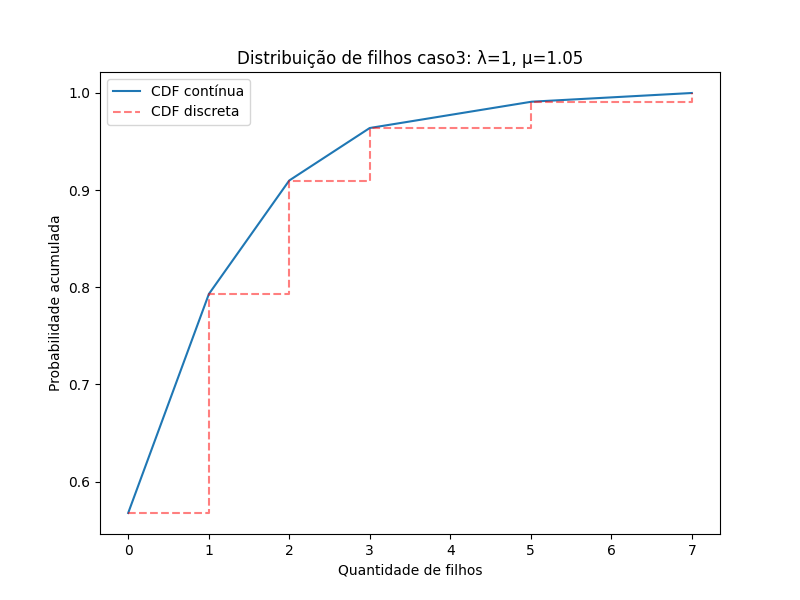 Distribuição de filhos caso3: λ=1, μ=1.05
CDF contínua
CDF discreta
Probabilidade acumulada
1.0
0.9
0.8
0.7
0.6
0 1 2 3 4 5 6 7
Quantidade de filhos